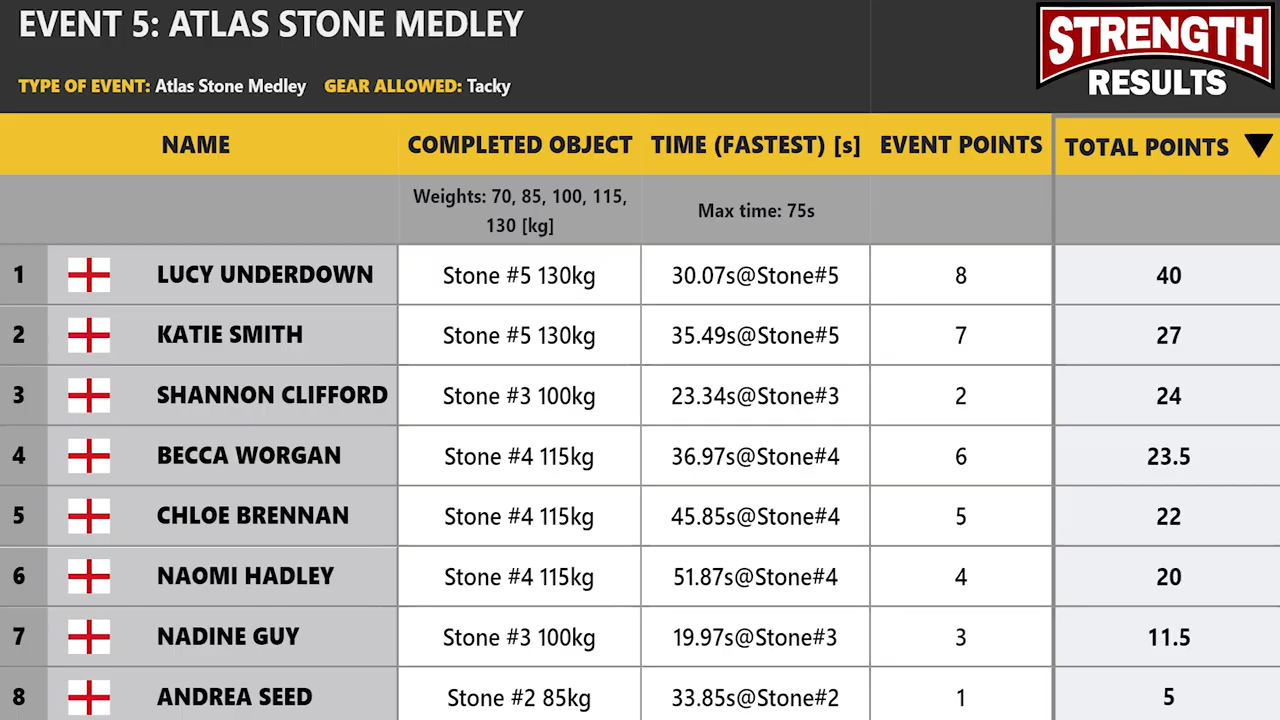 EVENT 5: ATLAS STONE MEDLEY
TYPE OF EVENT: Atlas Stone Medley GEAR ALLOWED: Tacky
STRENGTH
RESULTS
NAME COMPLETED OBJECT TIME (FASTEST) [s] EVENT POINTS TOTAL POINTS ▼
Weights: 70, 85, 100, 115,
130 [kg]
Max time: 75s
1 LUCY UNDERDOWN Stone #5 130kg 30.07s@Stone#5 8 40
2 KATIE SMITH Stone #5 130kg 35.49s@Stone#5 7 27
3 SHANNON CLIFFORD Stone #3 100kg 23.34s@Stone#3 2 24
4 BECCA WORGAN Stone #4 115kg 36.97s@Stone#4 6 23.5
5 CHLOE BRENNAN Stone #4 115kg 45.85s@Stone#4 5 22
6 NAOMI HADLEY Stone #4 115kg 51.87s@Stone#4 4 20
7 NADINE GUY Stone #3 100kg 19.97s@Stone#3 3 11.5
8 ANDREA SEED Stone #2 85kg 33.85s@Stone#2 1 5